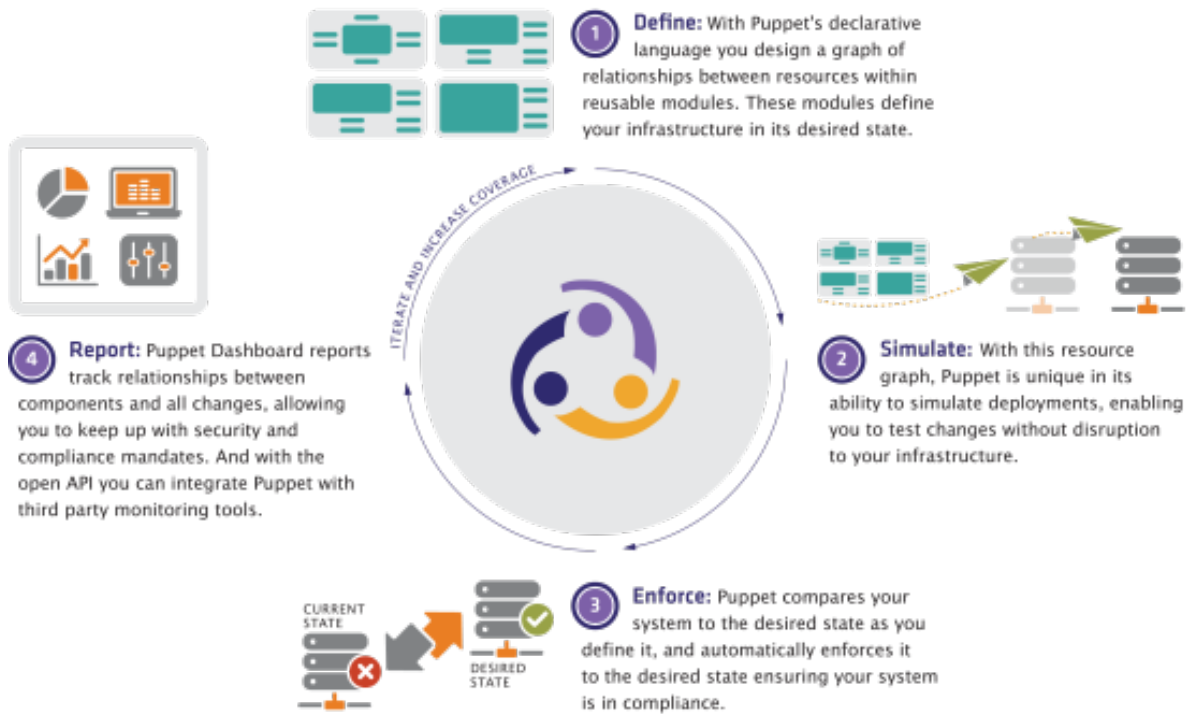 1 Define: With Puppet's declarative
language you design a graph of
relationships between resources within
reusable modules. These modules define
your infrastructure in its desired state.
ITERATE AND INCREASE COVERAGE
2 Simulate: With this resource
graph, Puppet is unique in its
ability to simulate deployments, enabling
you to test changes without disruption
to your infrastructure.
3 Enforce: Puppet compares your
system to the desired state as you
define it, and automatically enforces it
to the desired state ensuring your system
is in compliance.
CURRENT
STATE
DESIRED
STATE
4 Report: Puppet Dashboard reports
track relationships between
components and all changes, allowing
you to keep up with security and
compliance mandates. And with the
open API you can integrate Puppet with
third party monitoring tools.